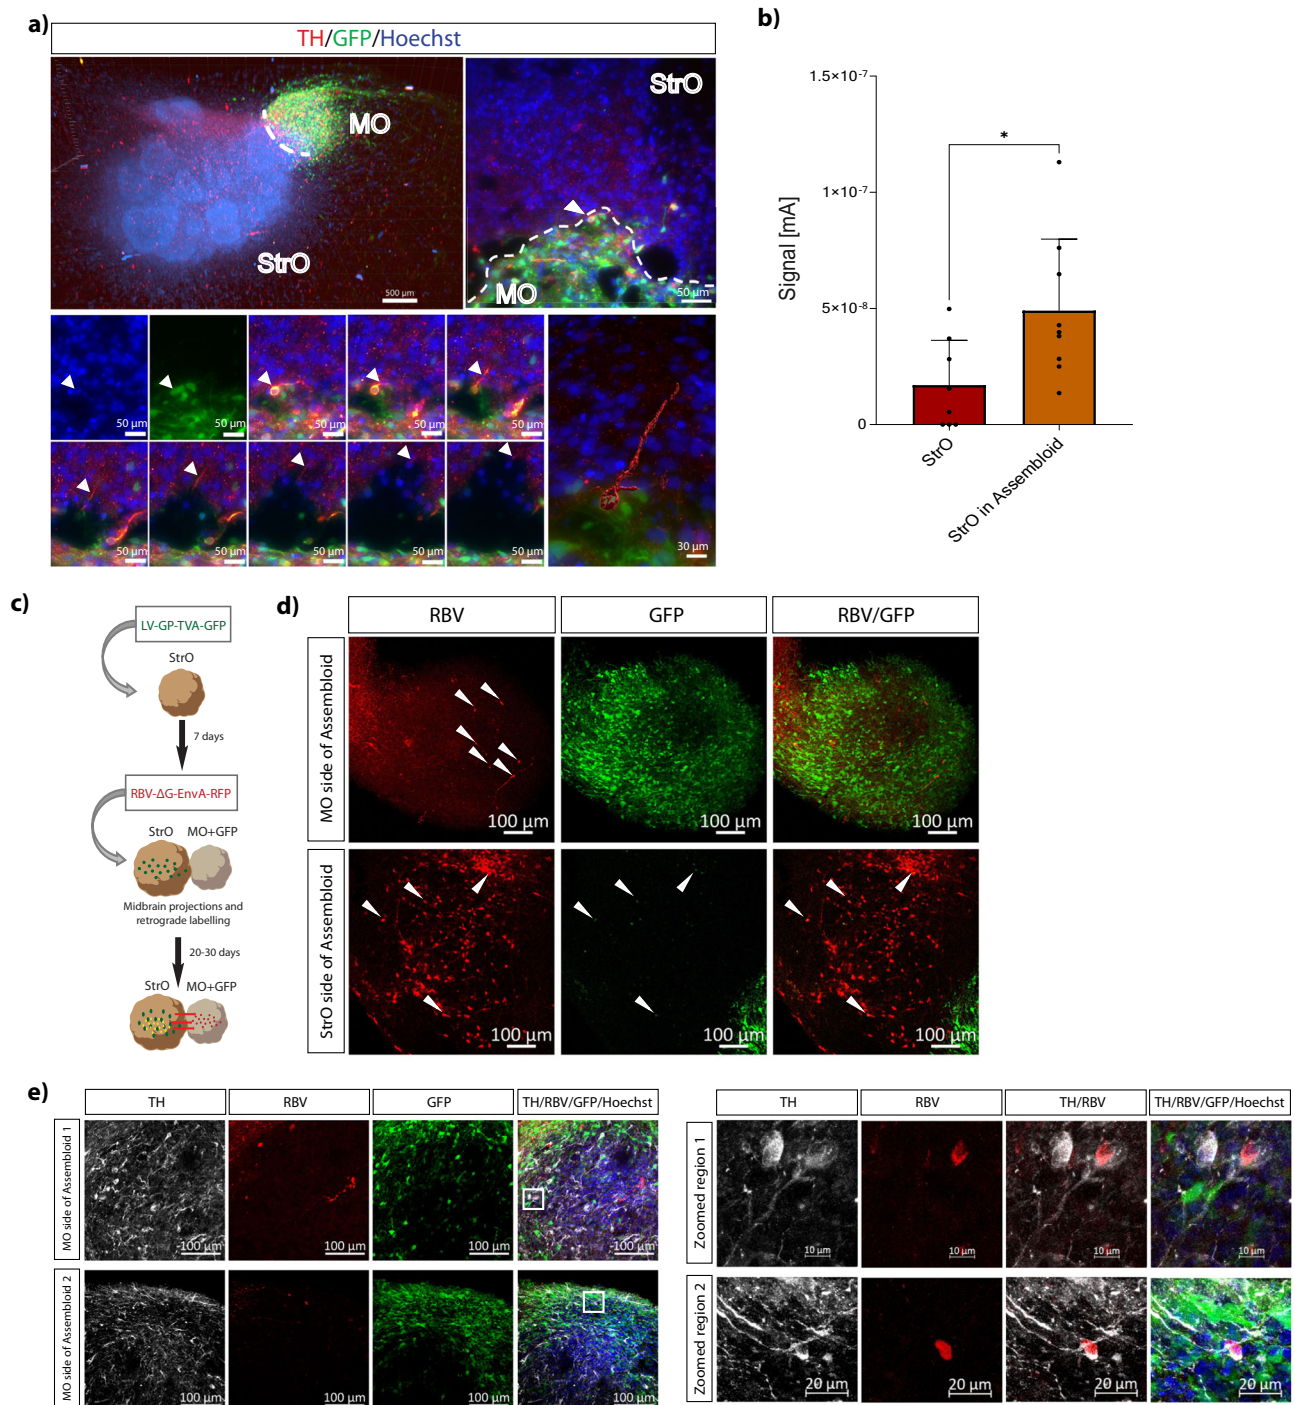 a)
TH/GFP/Hoechst
MO
StrO
500 µm
StrO
MO
50 µm
50 µm
50 µm
50 µm
50 µm
50 µm
50 µm
50 µm
50 µm
50 µm
50 µm
30 µm
b)
Signal [mA]
1.5×10⁻⁷
1×10⁻⁷
5×10⁻⁸
0
*
StrO
StrO in Assembloid
c)
LV-GP-TVA-GFP
StrO
7 days
RBV-ΔG-EnvA-RFP
StrO MO+GFP
Midbrain projections and
retrograde labelling
20-30 days
StrO MO+GFP
d)
RBV GFP RBV/GFP
MO side of Assembloid
100 µm 100 µm 100 µm
StrO side of Assembloid
100 µm 100 µm 100 µm
e)
TH RBV GFP TH/RBV/GFP/Hoechst
MO side of Assembloid 1
100 µm 100 µm 100 µm 100 µm
MO side of Assembloid 2
100 µm 100 µm 100 µm 100 µm
TH RBV TH/RBV TH/RBV/GFP/Hoechst
Zoomed region 1
10 µm 10 µm 10 µm 10 µm
Zoomed region 2
20 µm 20 µm 20 µm 20 µm